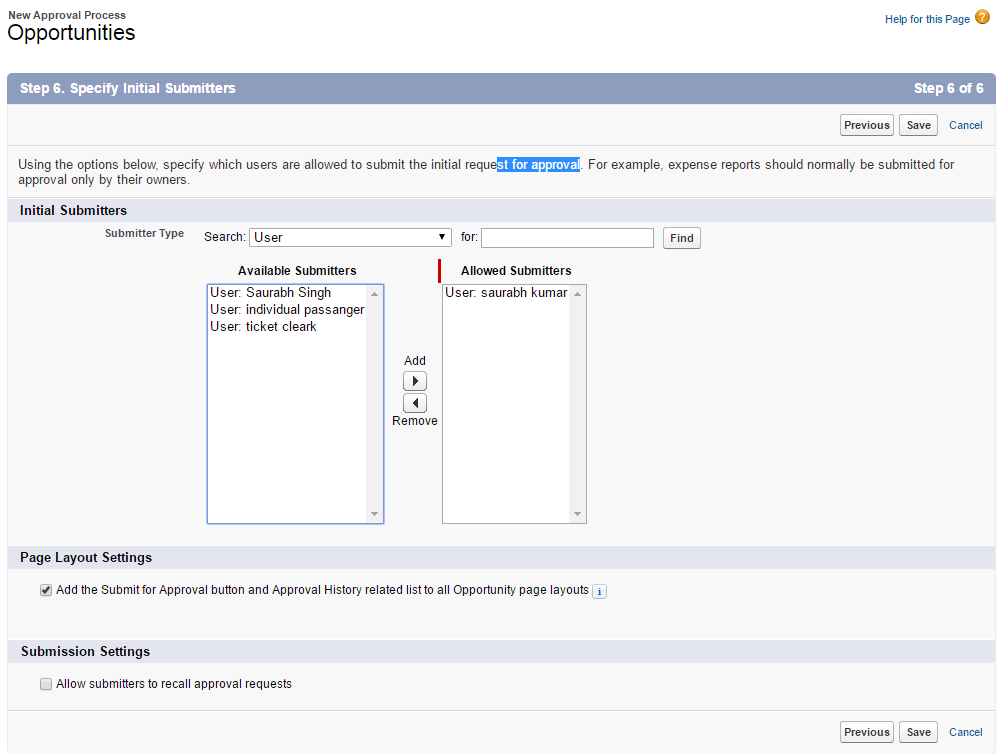 New Approval Process
Opportunities
Help for this Page ?
Step 6. Specify Initial Submitters Step 6 of 6
Previous Save Cancel
Using the options below, specify which users are allowed to submit the initial request for approval. For example, expense reports should normally be submitted for
approval only by their owners.
Initial Submitters
Submitter Type Search: User for: Find
Available Submitters Allowed Submitters
User: Saurabh Singh User: saurabh kumar
User: individual passanger
User: ticket cleark
Add
Remove
Page Layout Settings
Add the Submit for Approval button and Approval History related list to all Opportunity page layouts i
Submission Settings
Allow submitters to recall approval requests
Previous Save Cancel